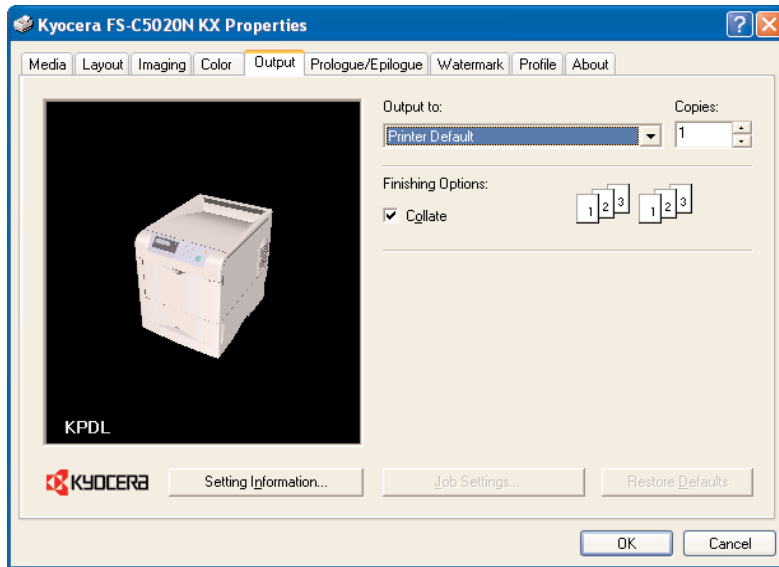 Kyocera FS-C5020N KX Properties
Media Layout Imaging Color Output Prologue/Epilogue Watermark Profile About
Output to:
Copies:
Printer Default
1
Finishing Options:
Collate
1 2 3 1 2 3
KPDL
KYOCERA
Setting Information...
Job Settings...
Restore Defaults
OK
Cancel